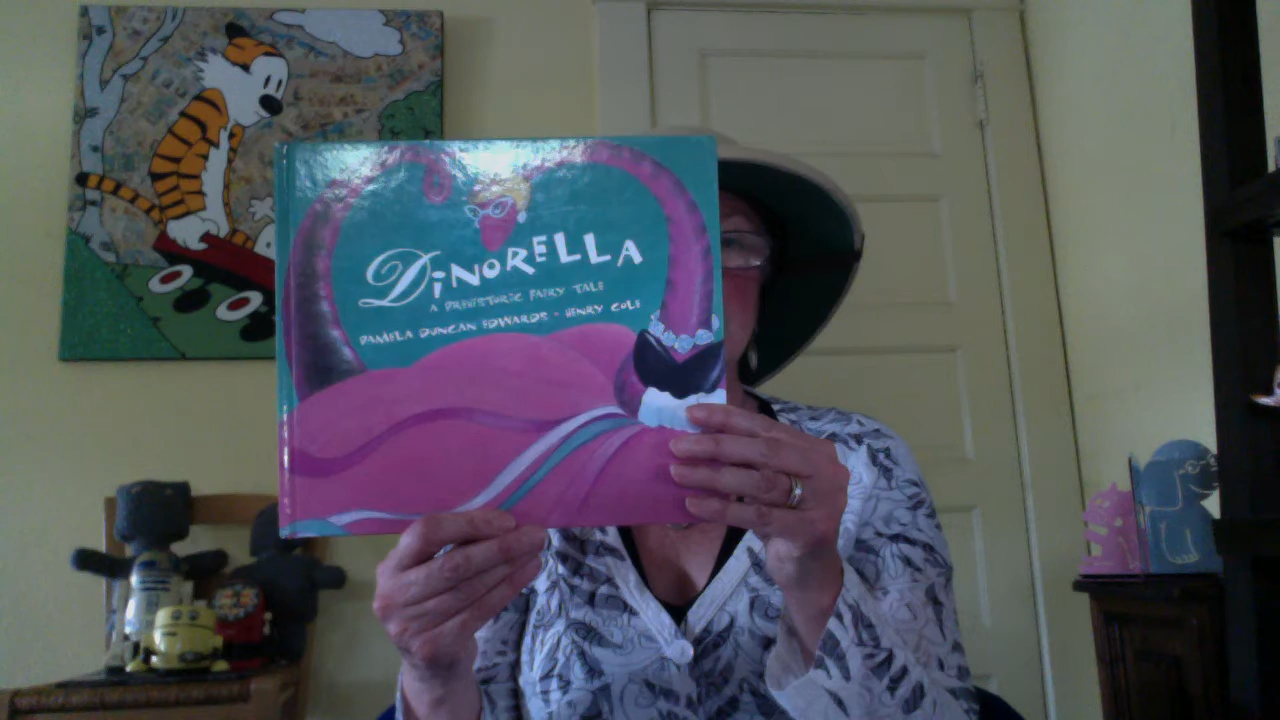 DiNORELLA
A PREHISTORIC FAIRY TALE
PAMELA DUNCAN EDWARDS · HENRY COLE